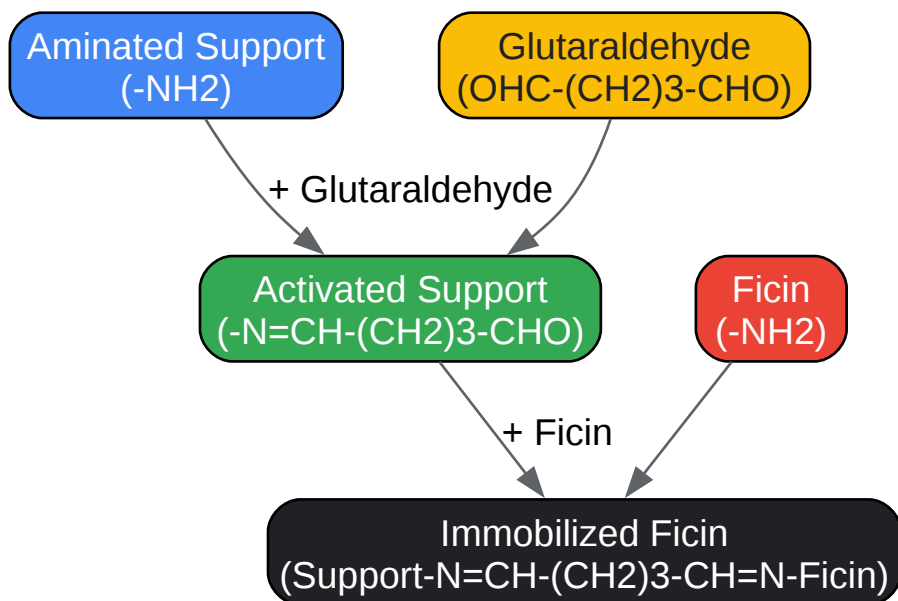 Aminated Support
(-NH2)
Glutaraldehyde
(OHC-(CH2)3-CHO)
+ Glutaraldehyde
Activated Support
(-N=CH-(CH2)3-CHO)
Ficin
(-NH2)
+ Ficin
Immobilized Ficin
(Support-N=CH-(CH2)3-CH=N-Ficin)